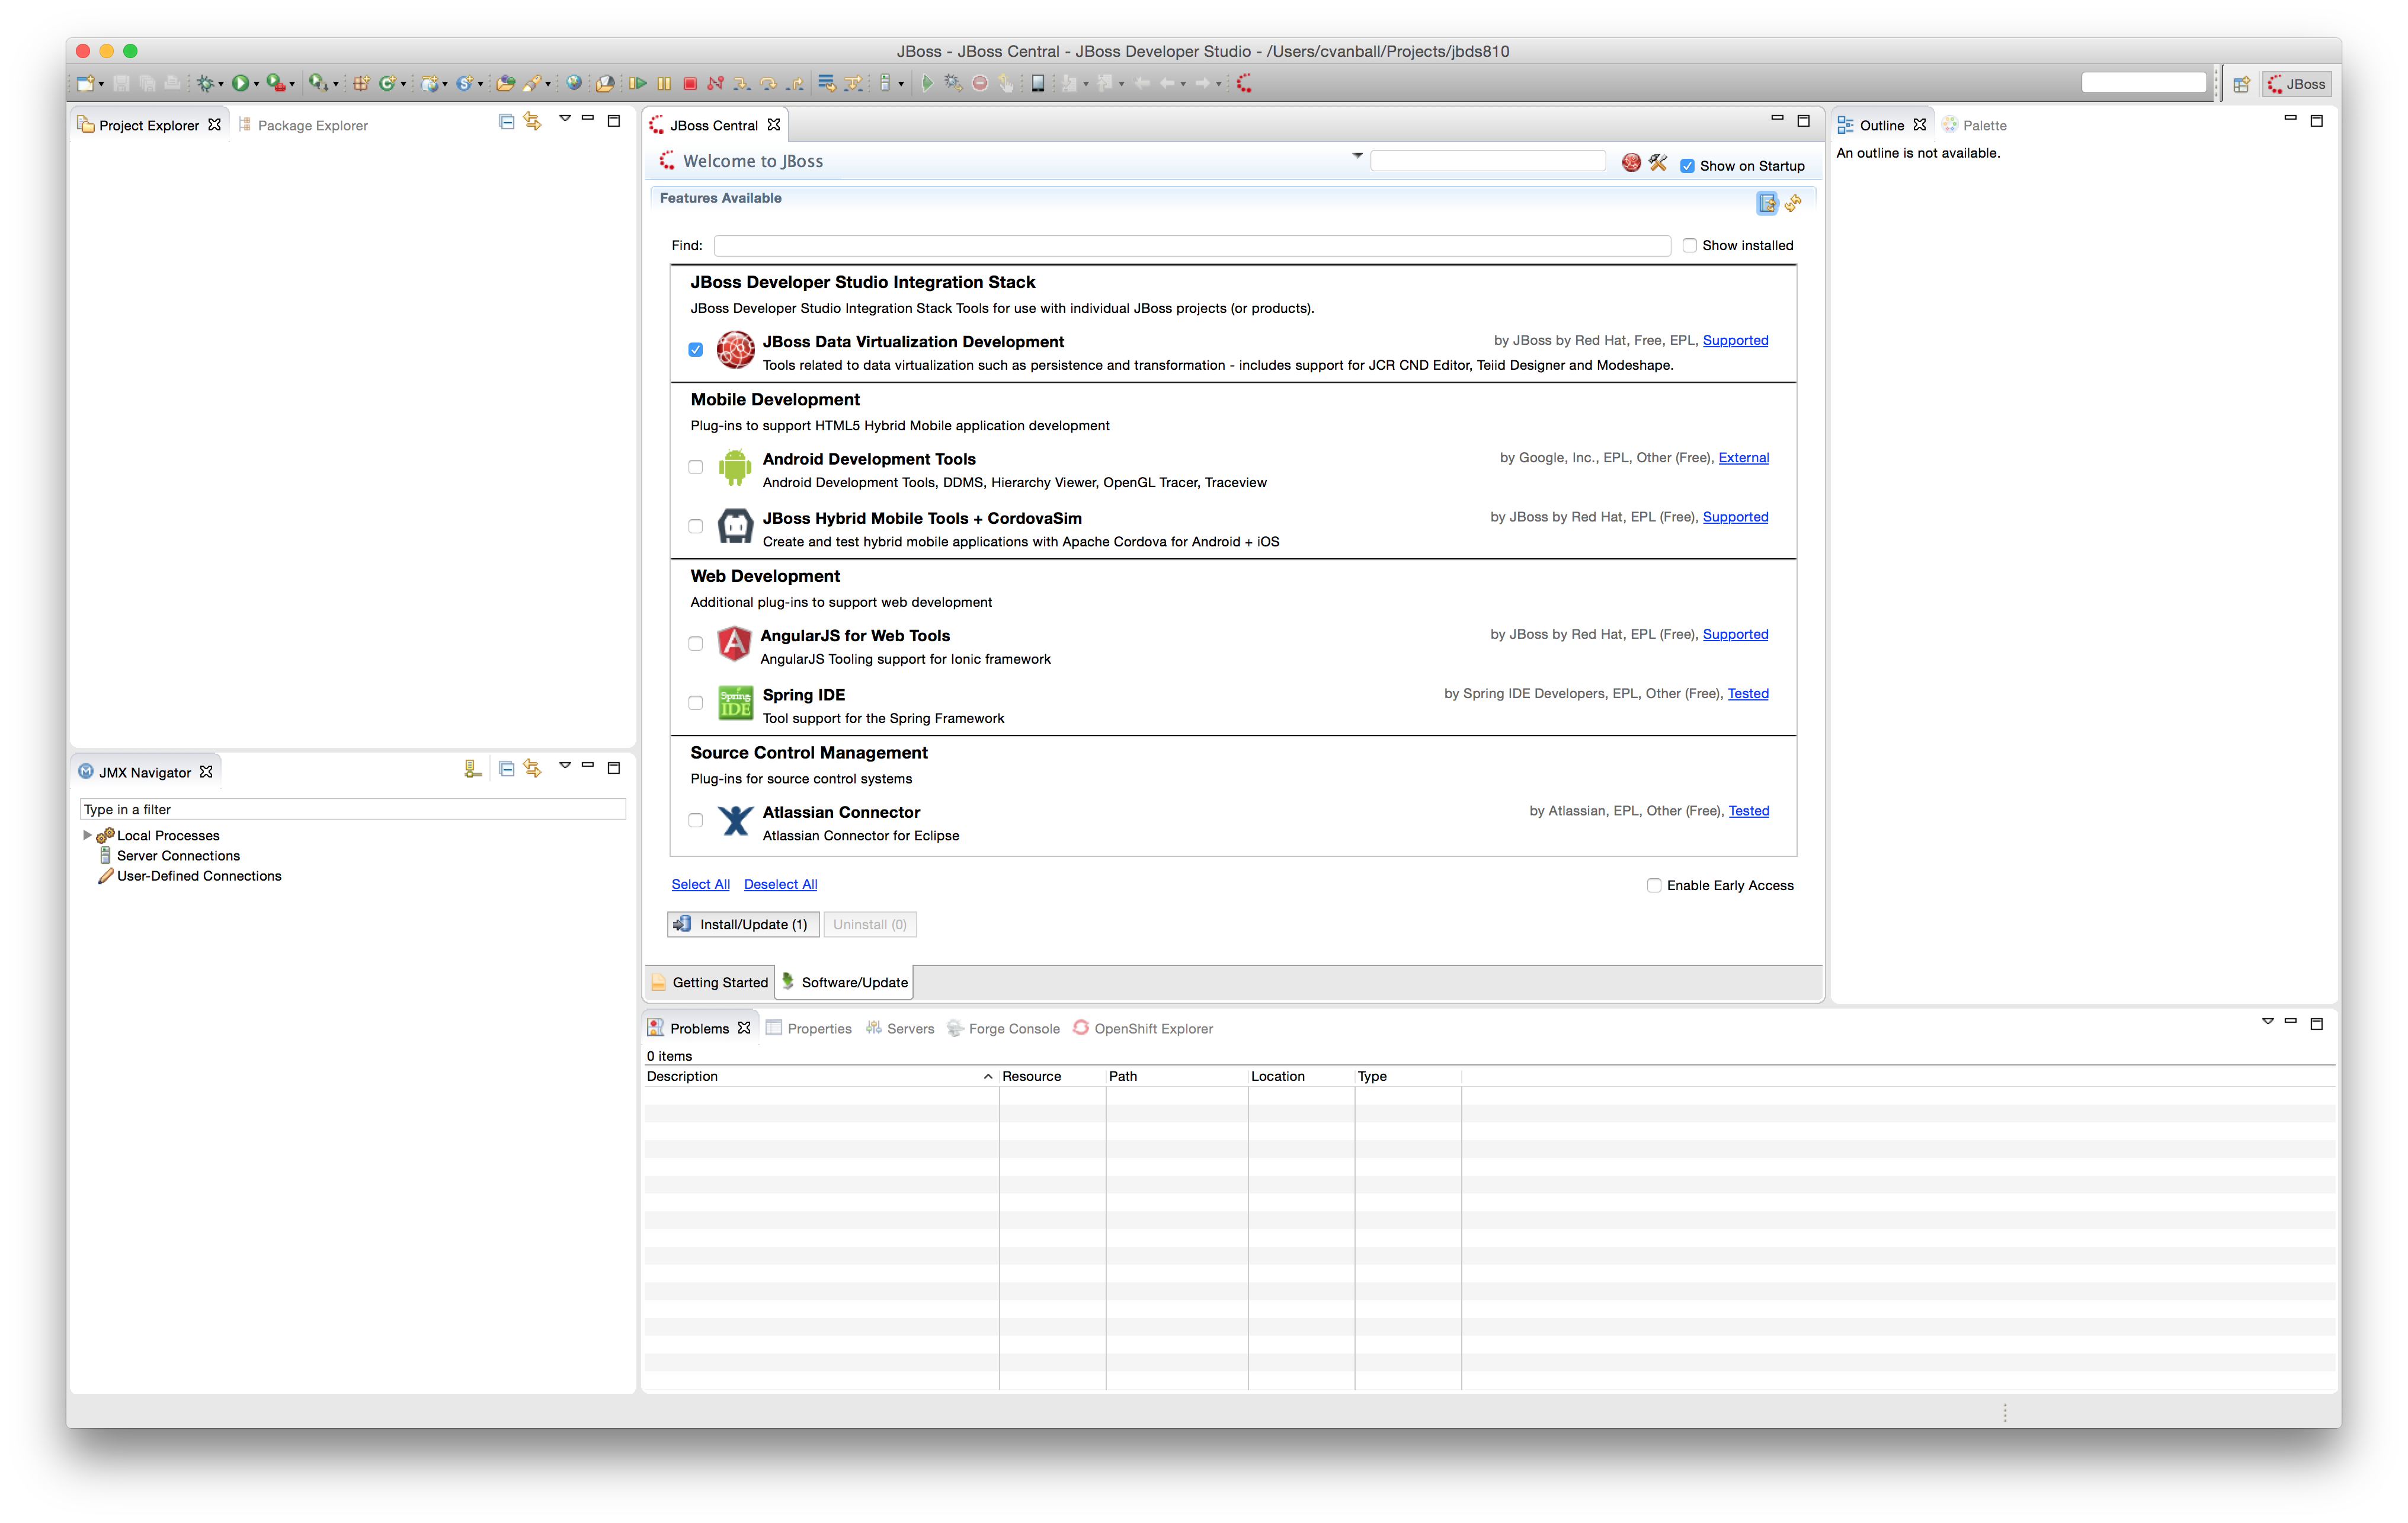 JBoss - JBoss Central - JBoss Developer Studio - /Users/cvanball/Projects/jbds810
JBoss
Project Explorer
Package Explorer
JMX Navigator
Type in a filter
Local Processes
Server Connections
User-Defined Connections
JBoss Central
Welcome to JBoss
Show on Startup
Features Available
Find:
Show installed
JBoss Developer Studio Integration Stack
JBoss Developer Studio Integration Stack Tools for use with individual JBoss projects (or products).
JBoss Data Virtualization Development
by JBoss by Red Hat, Free, EPL, Supported
Tools related to data virtualization such as persistence and transformation - includes support for JCR CND Editor, Teiid Designer and Modeshape.
Mobile Development
Plug-ins to support HTML5 Hybrid Mobile application development
Android Development Tools
by Google, Inc., EPL, Other (Free), External
Android Development Tools, DDMS, Hierarchy Viewer, OpenGL Tracer, Traceview
JBoss Hybrid Mobile Tools + CordovaSim
by JBoss by Red Hat, EPL (Free), Supported
Create and test hybrid mobile applications with Apache Cordova for Android + iOS
Web Development
Additional plug-ins to support web development
AngularJS for Web Tools
by JBoss by Red Hat, EPL (Free), Supported
AngularJS Tooling support for Ionic framework
Spring IDE
Spring IDE
by Spring IDE Developers, EPL, Other (Free), Tested
Tool support for the Spring Framework
Source Control Management
Plug-ins for source control systems
Atlassian Connector
by Atlassian, EPL, Other (Free), Tested
Atlassian Connector for Eclipse
Select All
Deselect All
Enable Early Access
Install/Update (1)
Uninstall (0)
Getting Started
Software/Update
Outline
Palette
An outline is not available.
Problems
Properties
Servers
Forge Console
OpenShift Explorer
0 items
Description
Resource
Path
Location
Type